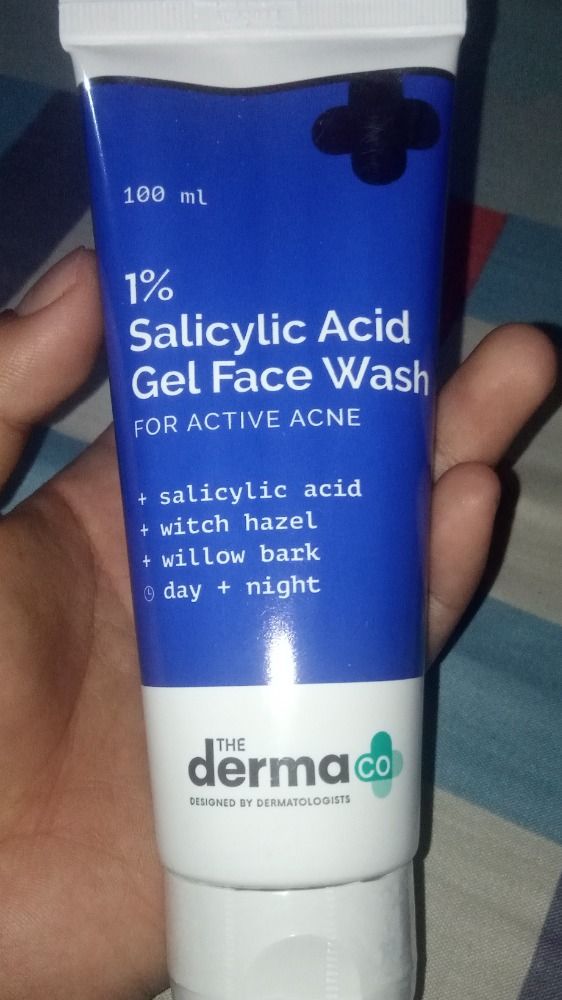 100 ml
1%
Salicylic Acid
Gel Face Wash
FOR ACTIVE ACNE
+ salicylic acid
+ witch hazel
+ willow bark
day + night
THE
derma co
DESIGNED BY DERMATOLOGISTS